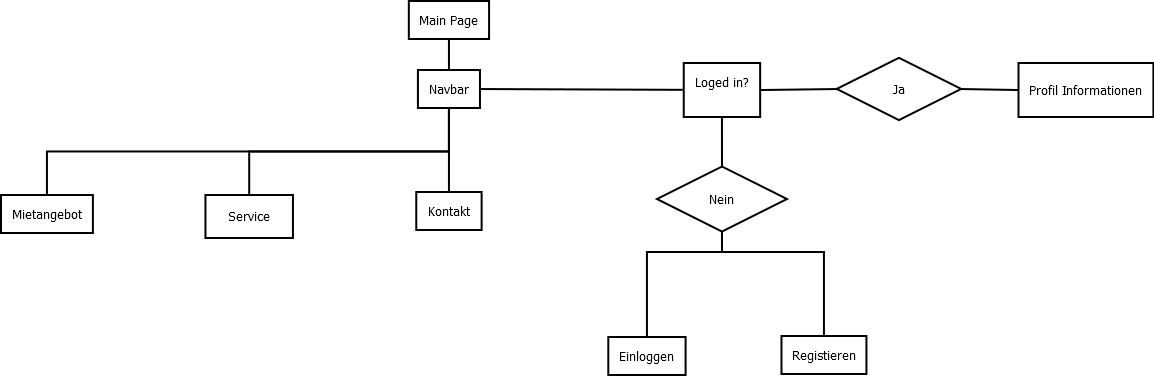 Main Page
Navbar
Loged in?
Ja
Profil Informationen
Mietangebot
Service
Kontakt
Nein
Einloggen
Registieren